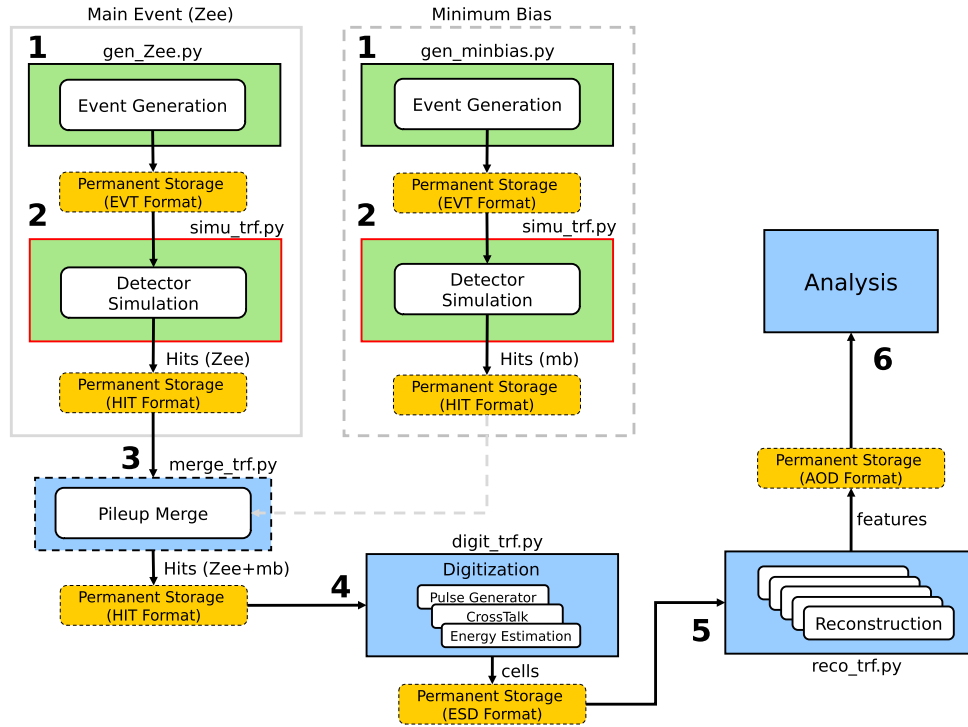 Main Event (Zee)
1
gen_Zee.py
Event Generation
Permanent Storage
(EVT Format)
2
simu_trf.py
Detector
Simulation
Hits (Zee)
Permanent Storage
(HIT Format)
Minimum Bias
1
gen_minbias.py
Event Generation
Permanent Storage
(EVT Format)
2
simu_trf.py
Detector
Simulation
Hits (mb)
Permanent Storage
(HIT Format)
3
merge_trf.py
Pileup Merge
Hits (Zee+mb)
Permanent Storage
(HIT Format)
4
digit_trf.py
Digitization
Pulse Generator
CrossTalk
Energy Estimation
cells
Permanent Storage
(ESD Format)
5
Reconstruction
reco_trf.py
features
Permanent Storage
(AOD Format)
6
Analysis